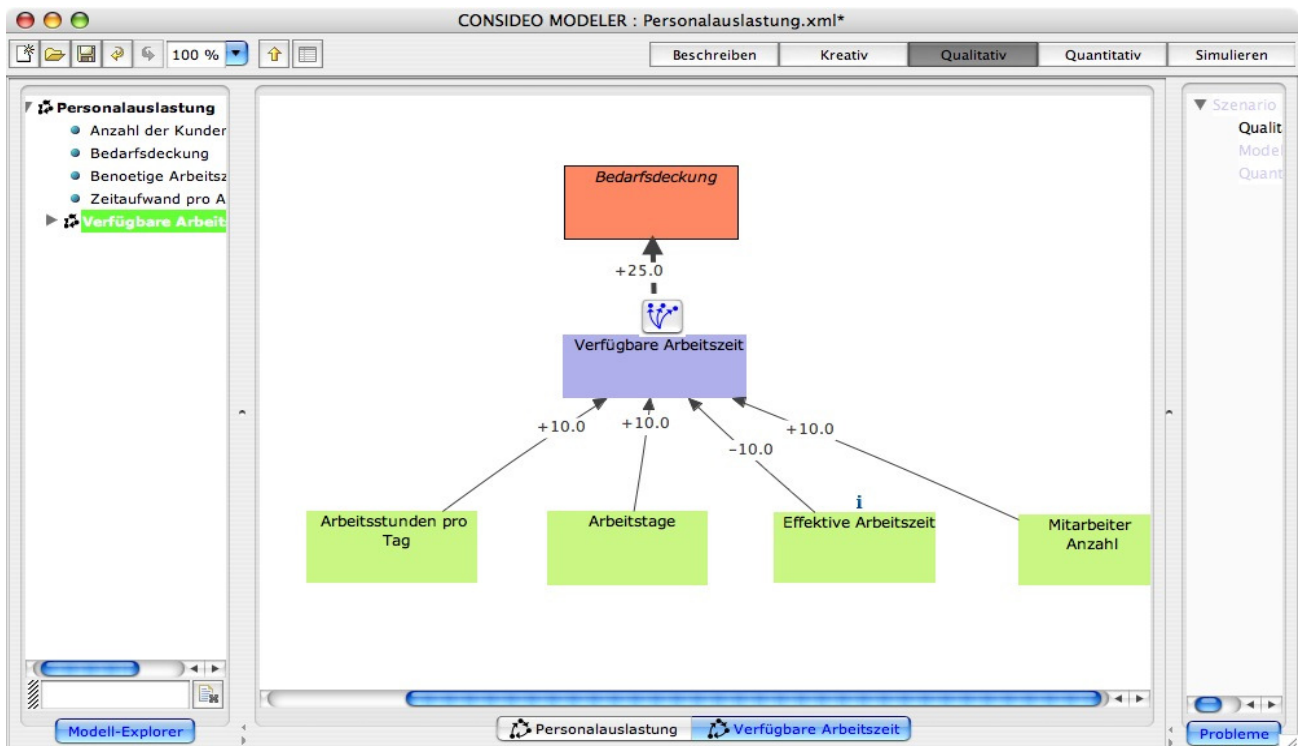 CONSIDEO MODELER : Personalauslastung.xml*
100 %
Beschreiben
Kreativ
Qualitativ
Quantitativ
Simulieren
Personalauslastung
Anzahl der Kunder
Bedarfsdeckung
Benoetige Arbeitsz
Zeitaufwand pro A
Verfügbare Arbeit
Bedarfsdeckung
+25.0
Verfügbare Arbeitszeit
+10.0
+10.0
-10.0
+10.0
Arbeitsstunden pro
Tag
Arbeitstage
i
Effektive Arbeitszeit
Mitarbeiter
Anzahl
Szenario
Qualit
Model
Quant
Modell-Explorer
Personalauslastung
Verfügbare Arbeitszeit
Probleme